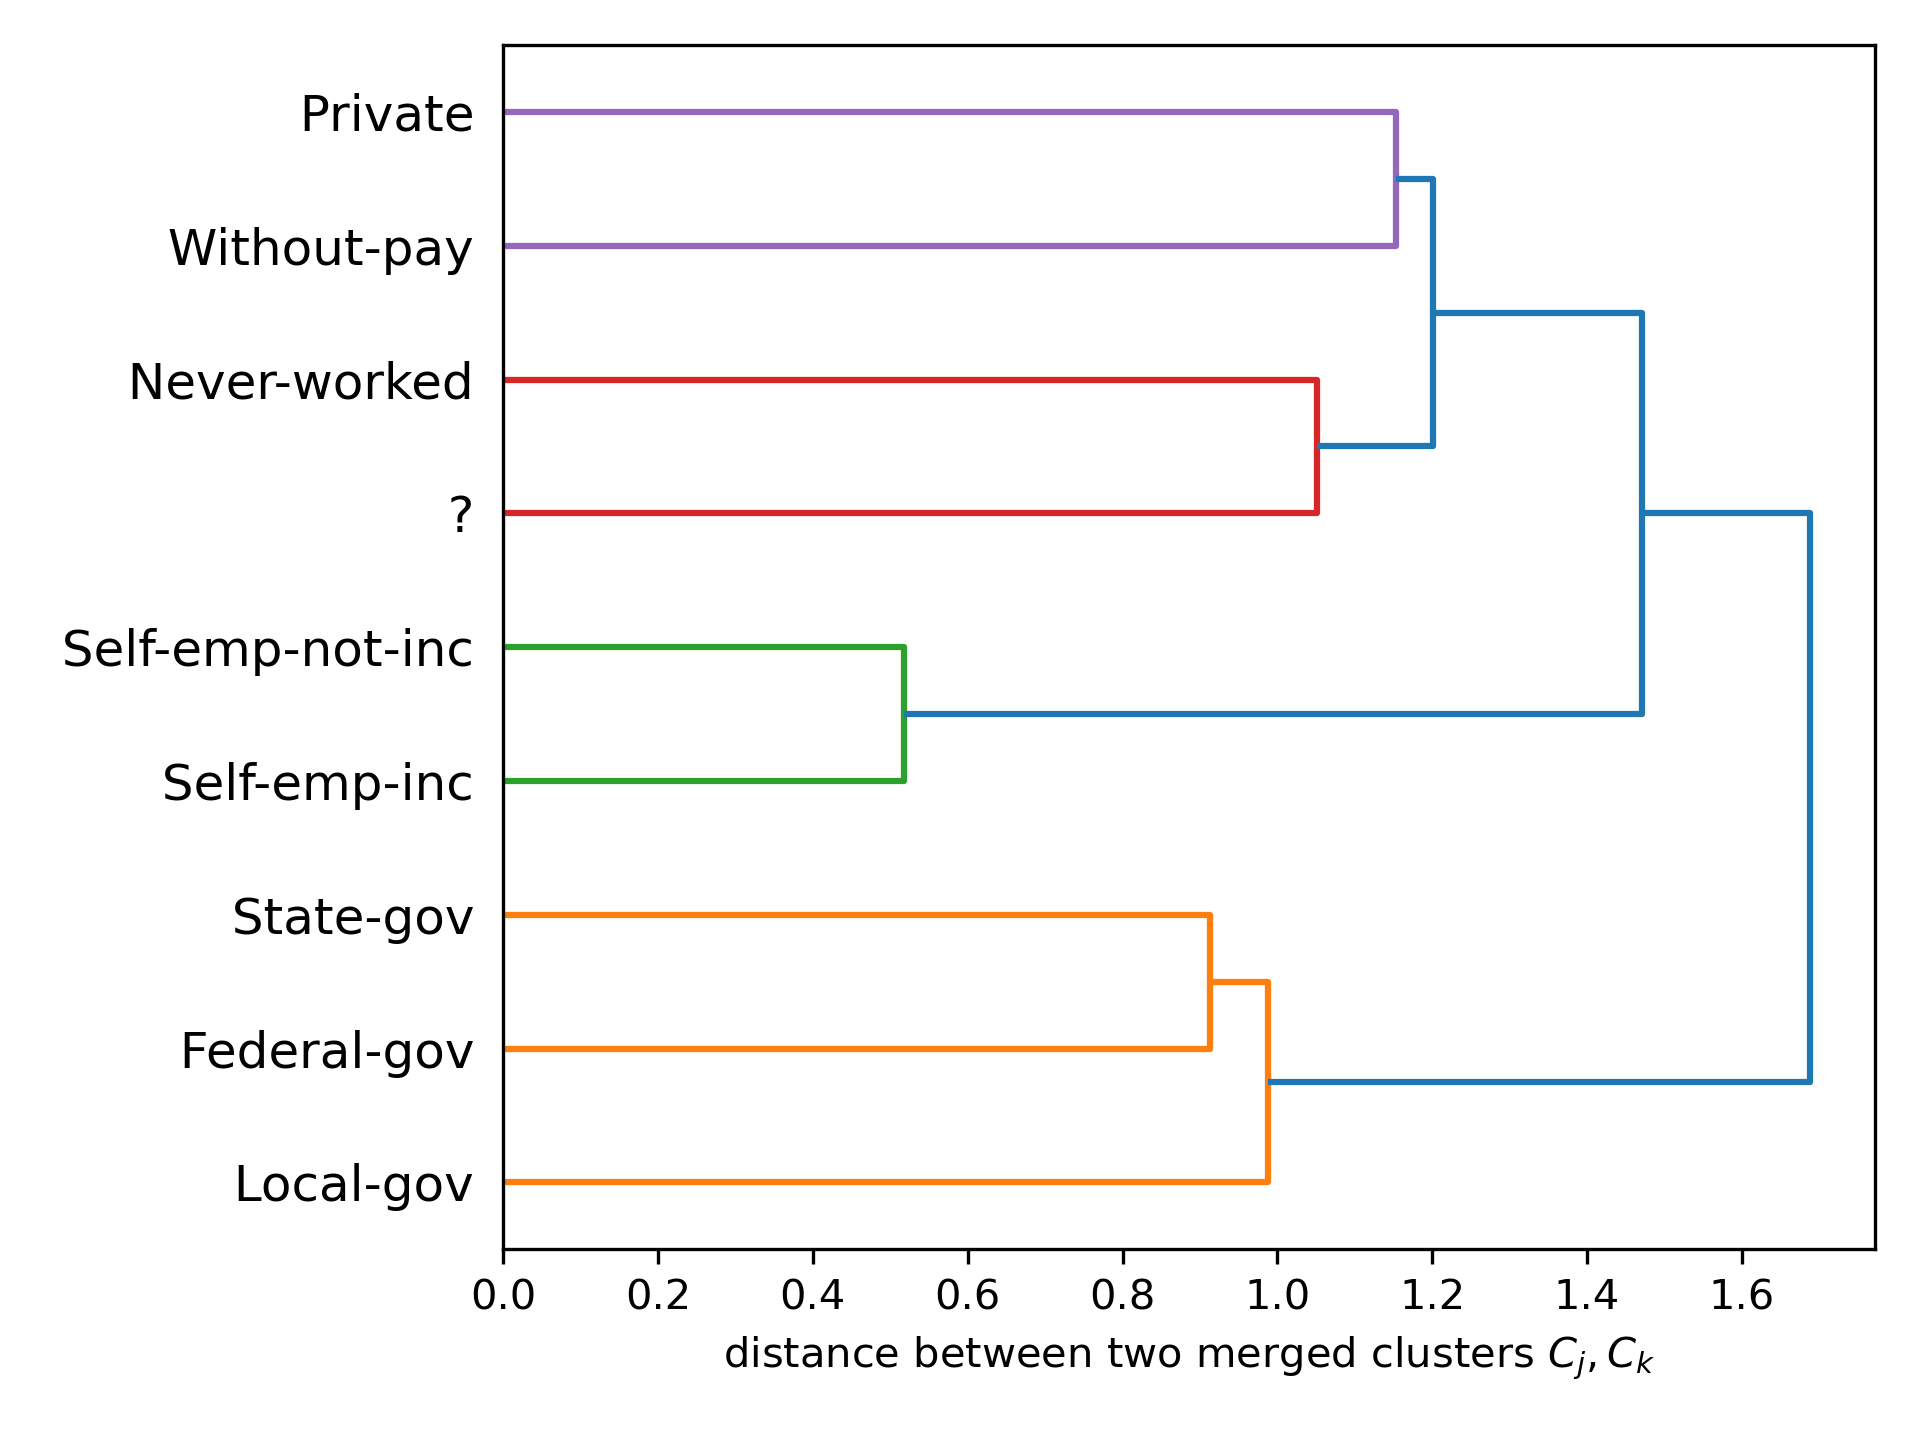 Private
Without-pay
Never-worked
?
Self-emp-not-inc
Self-emp-inc
State-gov
Federal-gov
Local-gov
0.0 0.2 0.4 0.6 0.8 1.0 1.2 1.4 1.6
distance between two merged clusters C_j, C_k